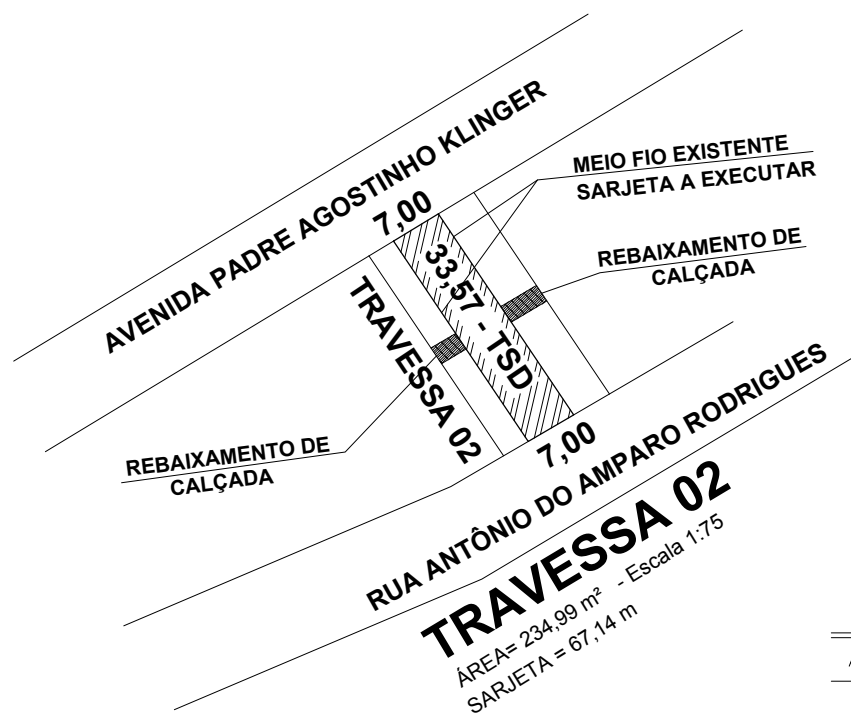 AVENIDA PADRE AGOSTINHO KLINGER
MEIO FIO EXISTENTE
SARJETA A EXECUTAR
7,00
33,57 - TSD
REBAIXAMENTO DE
CALÇADA
TRAVESSA 02
REBAIXAMENTO DE
CALÇADA
7,00
RUA ANTÔNIO DO AMPARO RODRIGUES
TRAVESSA 02
ÁREA= 234,99 m² - Escala 1:75
SARJETA = 67,14 m